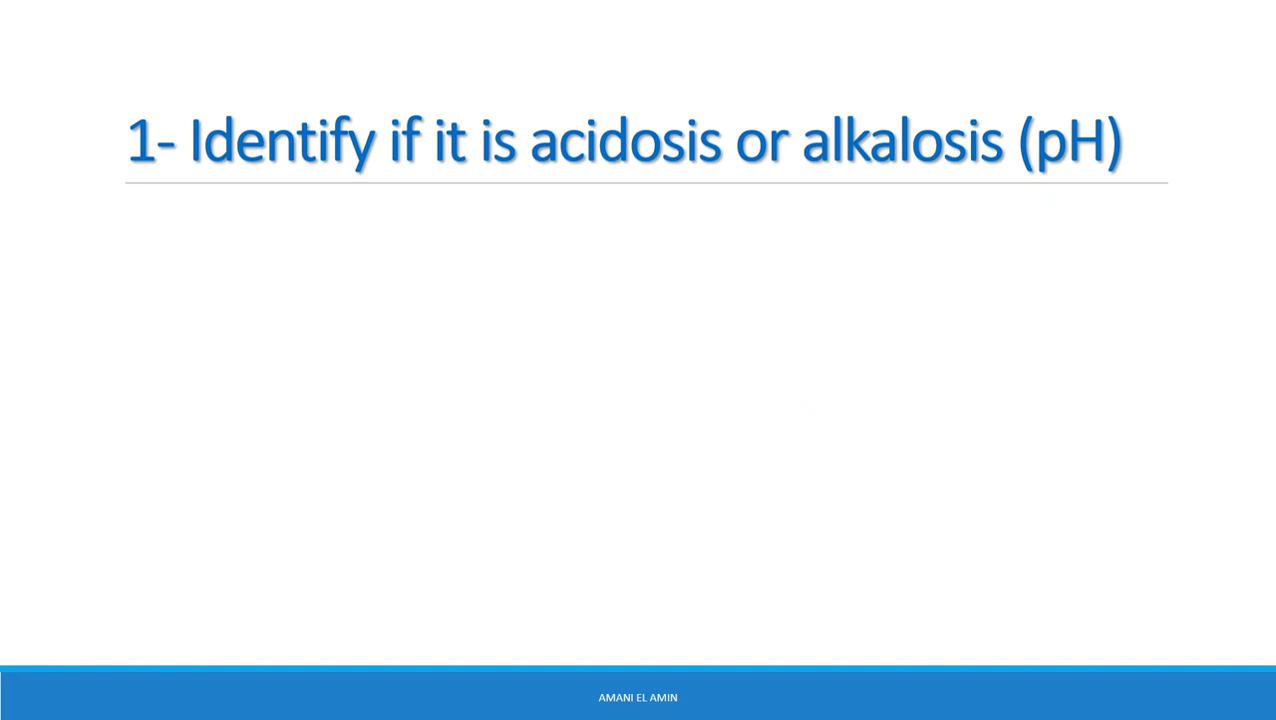 1- Identify if it is acidosis or alkalosis (pH)
AMANI EL AMIN